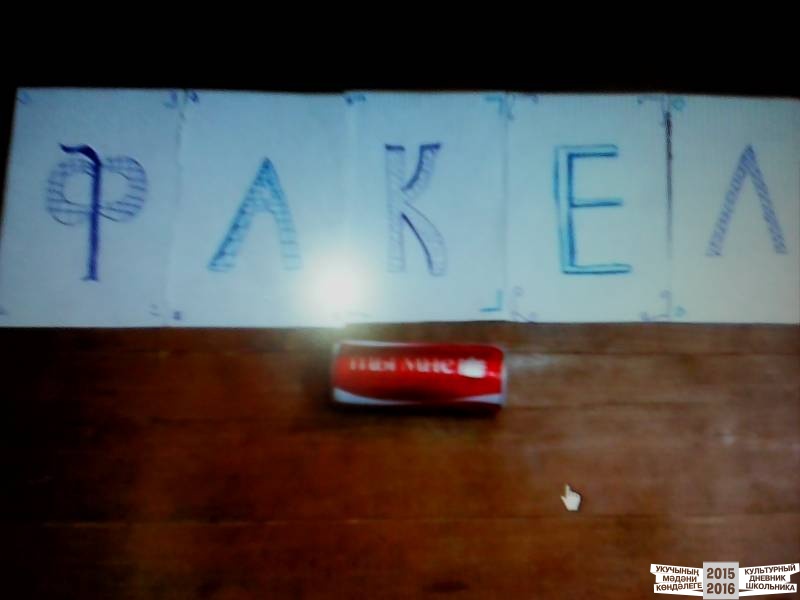 ФАКЕЛ
УКУЧЫНЫҢ
МӘДӘНИ
КӨНДӘЛЕГЕ
2015
2016
КУЛЬТУРНЫЙ
ДНЕВНИК
ШКОЛЬНИКА